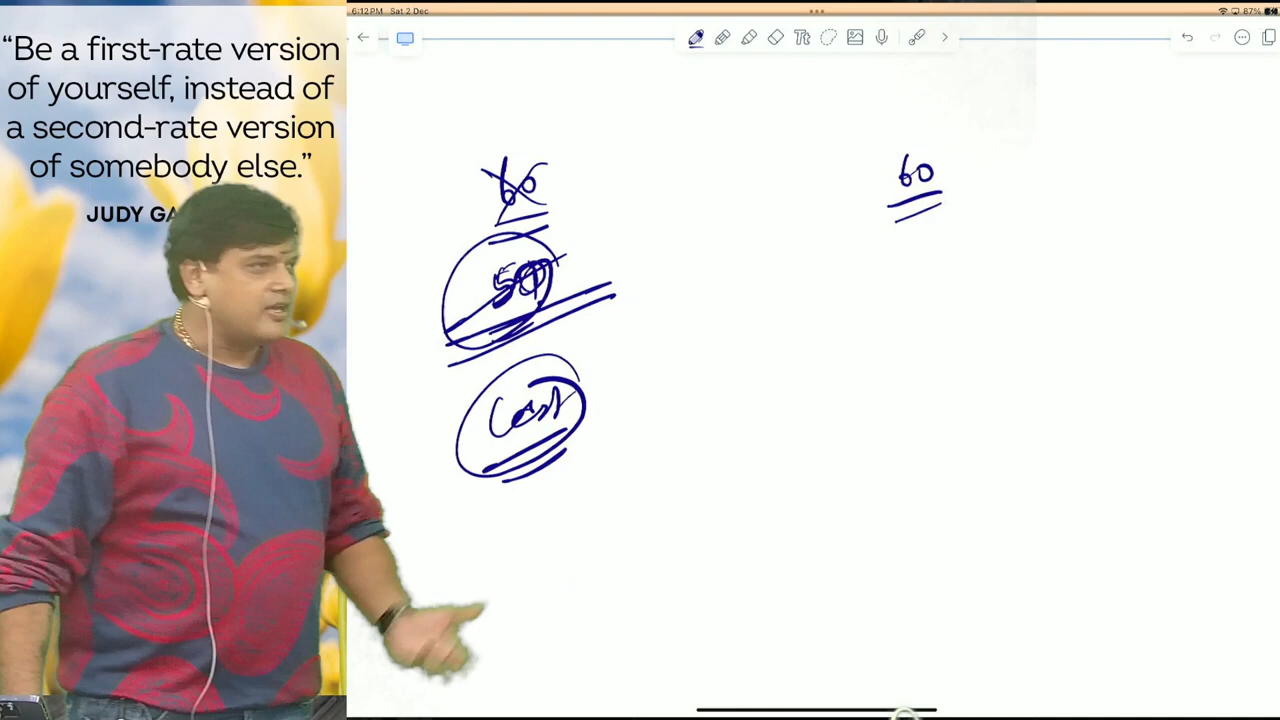 6:12 PM Sat 2 Dec
87%
“Be a first-rate version
of yourself, instead of
a second-rate version
of somebody else.”
JUDY GA
60
60
50
Cost